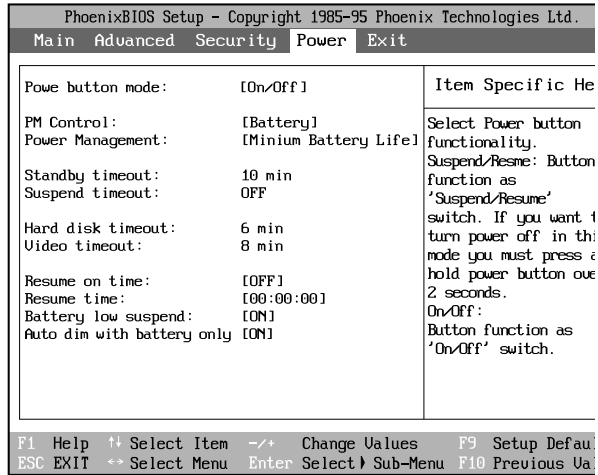 PhoenixBIOS Setup - Copyright 1985-95 Phoenix Technologies Ltd.
Main Advanced Security Power Exit
Powe button mode: [On/Off]
PM Control: [Battery]
Power Management: [Minium Battery Life]
Standby timeout: 10 min
Suspend timeout: OFF
Hard disk timeout: 6 min
Video timeout: 8 min
Resume on time: [OFF]
Resume time: [00:00:00]
Battery low suspend: [ON]
Auto dim with battery only [ON]
Item Specific He
Select Power button
functionality.
Suspend/Resme: Button
function as
'Suspend/Resume'
switch. If you want t
turn power off in thi
mode you must press a
hold power button ove
2 seconds.
On/Off:
Button function as
'On/Off' switch.
F1 Help ↑↓ Select Item -/+ Change Values F9 Setup Defau
ESC EXIT ↔ Select Menu Enter Select ▶ Sub-Menu F10 Previous Val